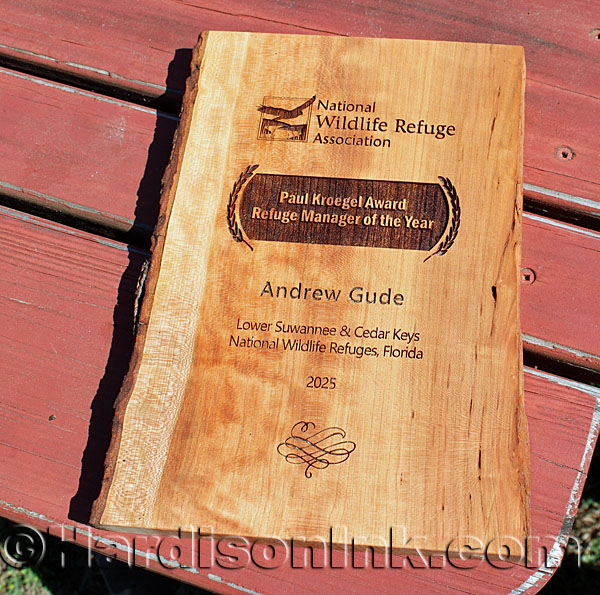 National
Wildlife Refuge
Association
Paul Kroegel Award
Refuge Manager of the Year
Andrew Gude
Lower Suwannee & Cedar Keys
National Wildlife Refuges, Florida
2025
©HardisonInk.com